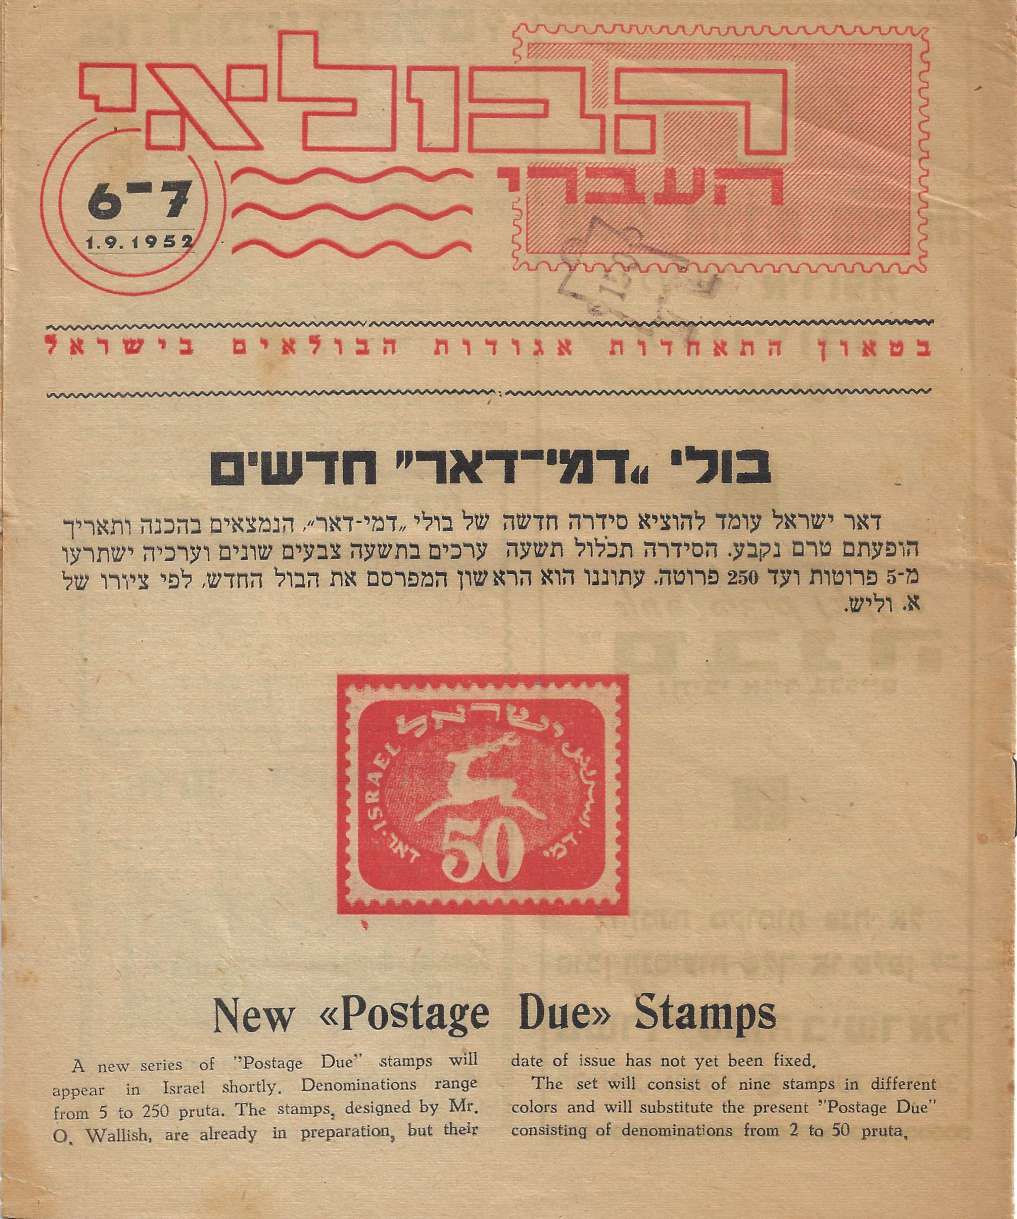 הבולאי
העברי
6-7
1.9.1952
בטאון התאחדות אגודות הבולאים בישראל
בולי „דמי־דאר” חדשים
דאר ישראל עומד להוציא סידרה חדשה של בולי „דמי-דאר”, הנמצאים בהכנה ותאריך
הופעתם טרם נקבע. הסידרה תכלול תשעה ערכים בתשעה צבעים שונים וערכיה ישתרעו
מ-5 פרוטות ועד 250 פרוטה. עתוננו הוא הראשון המפרסם את הבול החדש, לפי ציורו של
א. וליש.
ישראל
ISRAEL
50
דמי
דאר
New «Postage Due» Stamps
A new series of "Postage Due" stamps will
appear in Israel shortly. Denominations range
from 5 to 250 pruta. The stamps, designed by Mr.
O. Wallish, are already in preparation, but their
date of issue has not yet been fixed.
The set will consist of nine stamps in different
colors and will substitute the present "Postage Due"
consisting of denominations from 2 to 50 pruta.